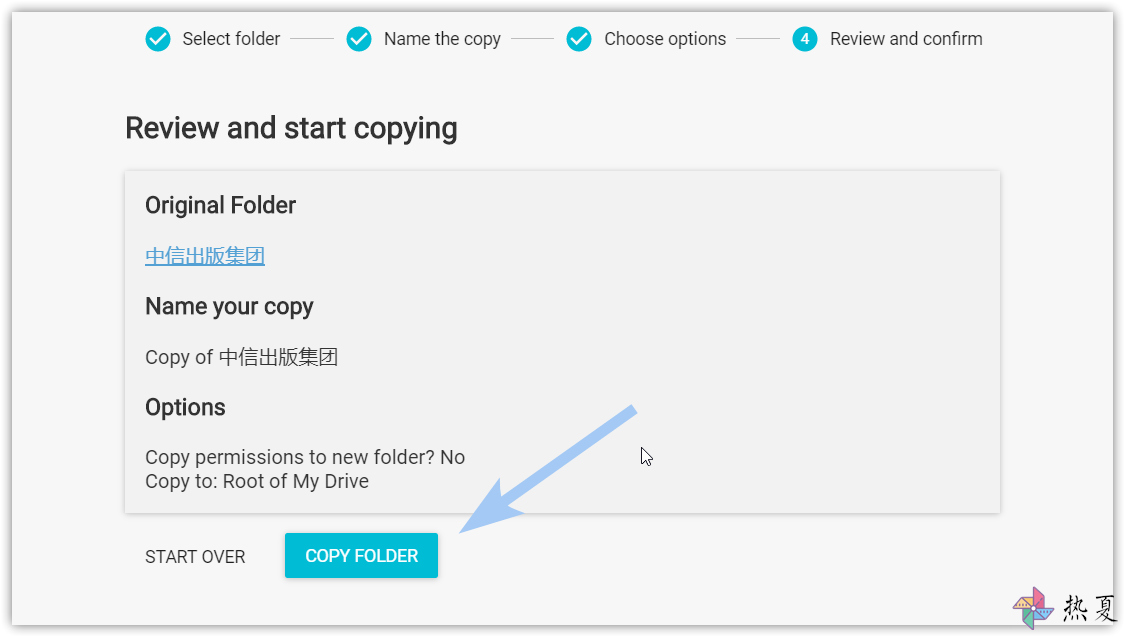 Select folder
Name the copy
Choose options
4 Review and confirm
Review and start copying
Original Folder
中信出版集团
Name your copy
Copy of 中信出版集团
Options
Copy permissions to new folder? No
Copy to: Root of My Drive
START OVER
COPY FOLDER
热夏